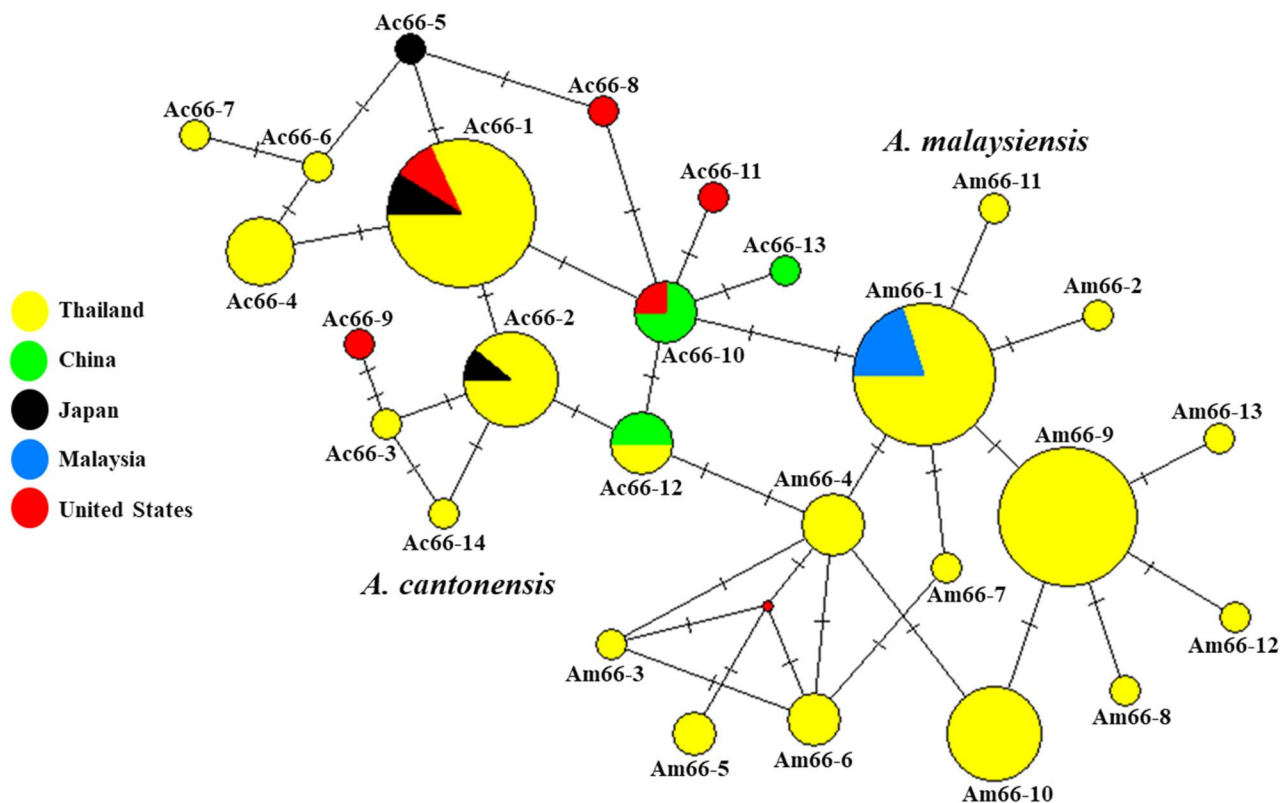 Ac66-5
Ac66-8
Ac66-7
Ac66-6
Ac66-1
A. malaysiensis
Ac66-11
Am66-11
Ac66-13
Ac66-4
Am66-1
Am66-2
Thailand
Ac66-9
Ac66-2
Ac66-10
China
Japan
Am66-13
Am66-9
Ac66-3
Malaysia
Ac66-12
Am66-4
United States
Ac66-14
A. cantonensis
Am66-7
Am66-12
Am66-3
Am66-8
Am66-5
Am66-6
Am66-10